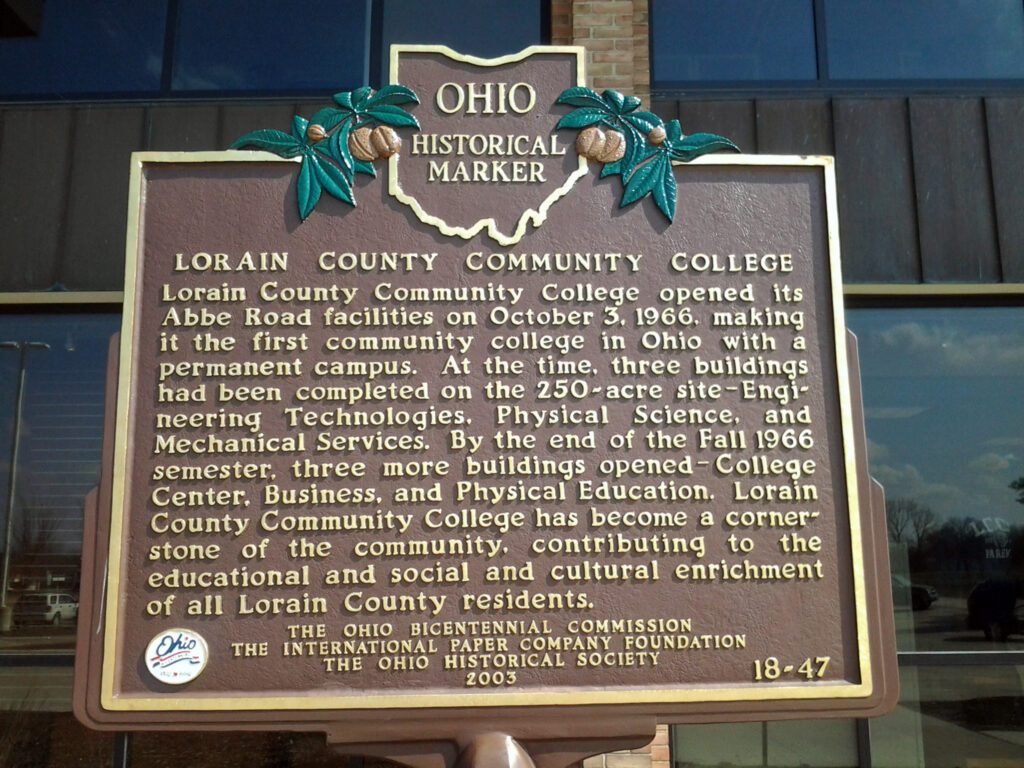 OHIO
HISTORICAL
MARKER
LORAIN COUNTY COMMUNITY COLLEGE
Lorain County Community College opened its
Abbe Road facilities on October 3, 1966, making
it the first community college in Ohio with a
permanent campus. At the time, three buildings
had been completed on the 250-acre site–Engi-
neering Technologies, Physical Science, and
Mechanical Services. By the end of the Fall 1966
semester, three more buildings opened–College
Center, Business, and Physical Education. Lorain
County Community College has become a corner-
stone of the community, contributing to the
educational and social and cultural enrichment
of all Lorain County residents.
THE OHIO BICENTENNIAL COMMISSION
THE INTERNATIONAL PAPER COMPANY FOUNDATION
THE OHIO HISTORICAL SOCIETY
2003
18-47
Ohio